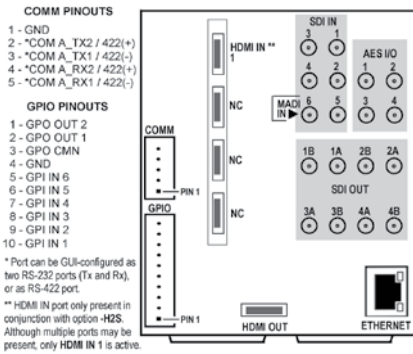 COMM PINOUTS
1 - GND
2 - *COM A_TX2 / 422(+)
3 - *COM A_TX1 / 422(-)
4 - *COM A_RX2 / 422(+)
5 - *COM A_RX1 / 422(-)
GPIO PINOUTS
1 - GPO OUT 2
2 - GPO OUT 1
3 - GPO CMN
4 - GND
5 - GPI IN 6
6 - GPI IN 5
7 - GPI IN 4
8 - GPI IN 3
9 - GPI IN 2
10 - GPI IN 1
* Port can be GUI-configured as
two RS-232 ports (Tx and Rx),
or as RS-422 port.
** HDMI IN port only present in
conjunction with option -H2S.
Although multiple ports may be
present, only HDMI IN 1 is active.
COMM
PIN 1
GPIO
PIN 1
HDMI IN **
1
NC
NC
NC
HDMI OUT
SDI IN
3 1
4 2
MADI
IN
6 5
AES I/O
1 2
3 4
1B 1A 2B 2A
SDI OUT
3A 3B 4A 4B
ETHERNET